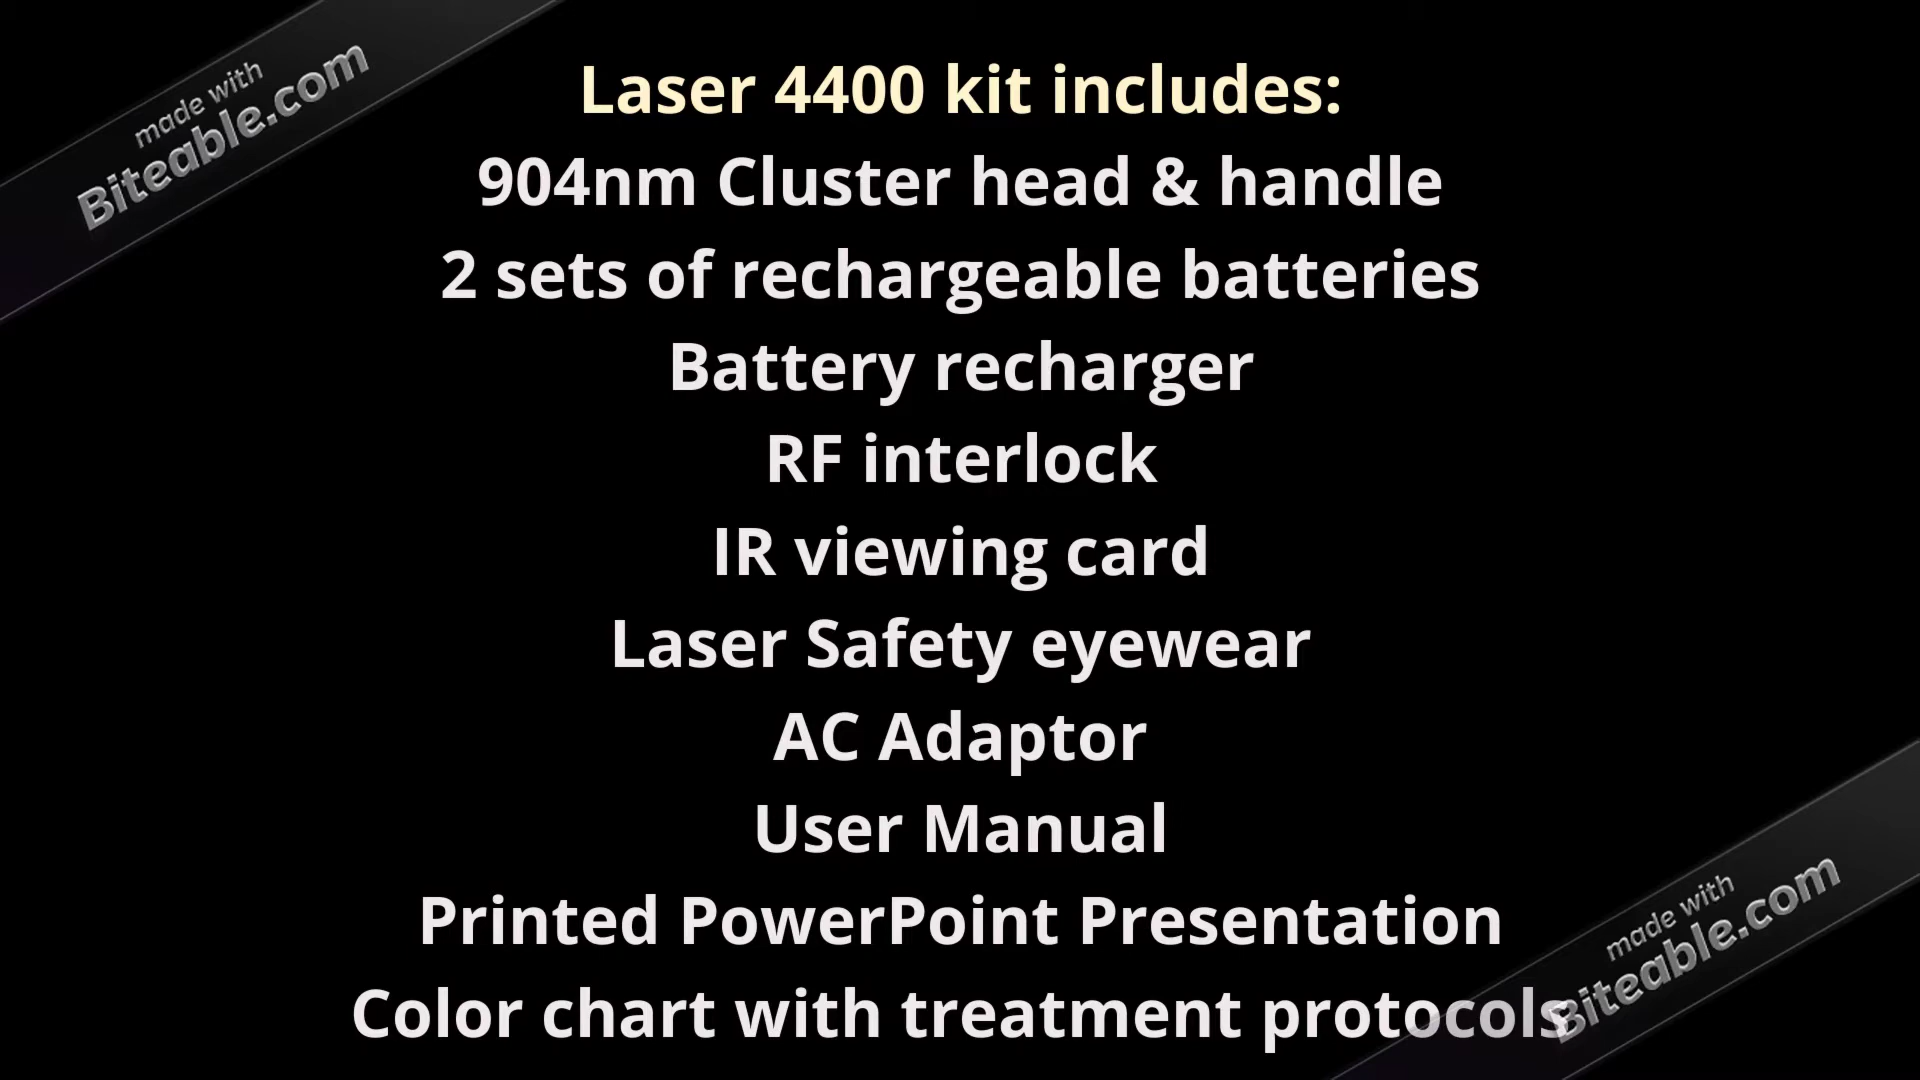 made with
Biteable.com
Laser 4400 kit includes:
904nm Cluster head & handle
2 sets of rechargeable batteries
Battery recharger
RF interlock
IR viewing card
Laser Safety eyewear
AC Adaptor
User Manual
Printed PowerPoint Presentation
Color chart with treatment protocols
made with
Biteable.com